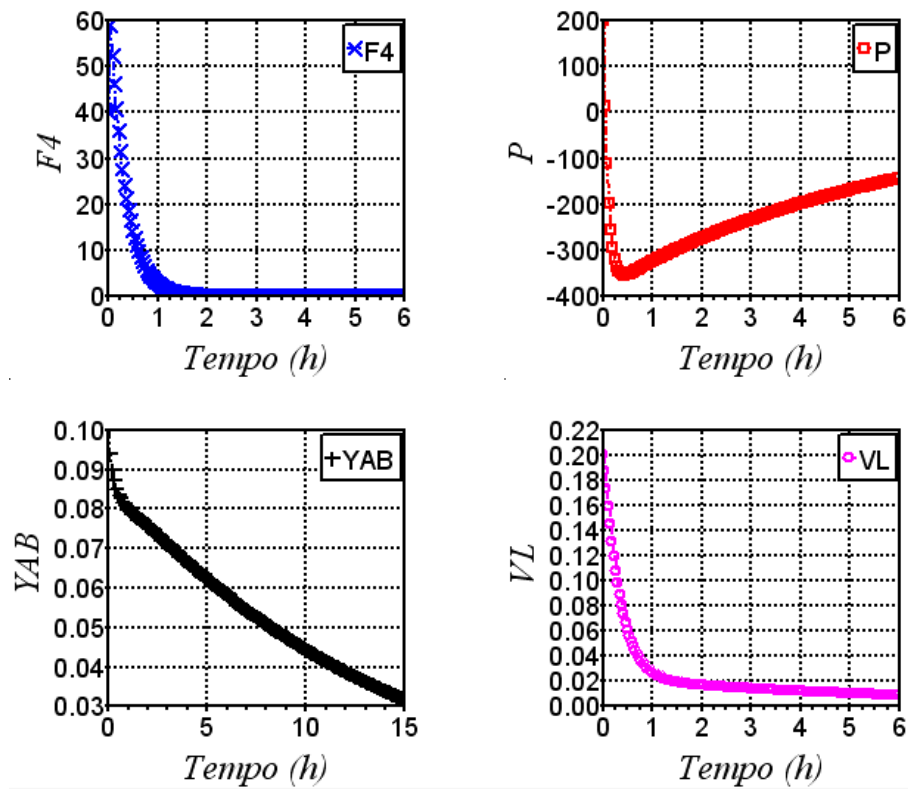 60
50
40
30
20
10
0
F4
F4
0 1 2 3 4 5 6
Tempo (h)
200
100
0
-100
-200
-300
-400
P
P
0 1 2 3 4 5 6
Tempo (h)
0.10
0.09
0.08
0.07
0.06
0.05
0.04
0.03
YAB
YAB
0 5 10 15
Tempo (h)
0.22
0.20
0.18
0.16
0.14
0.12
0.10
0.08
0.06
0.04
0.02
0.00
VL
VL
0 1 2 3 4 5 6
Tempo (h)